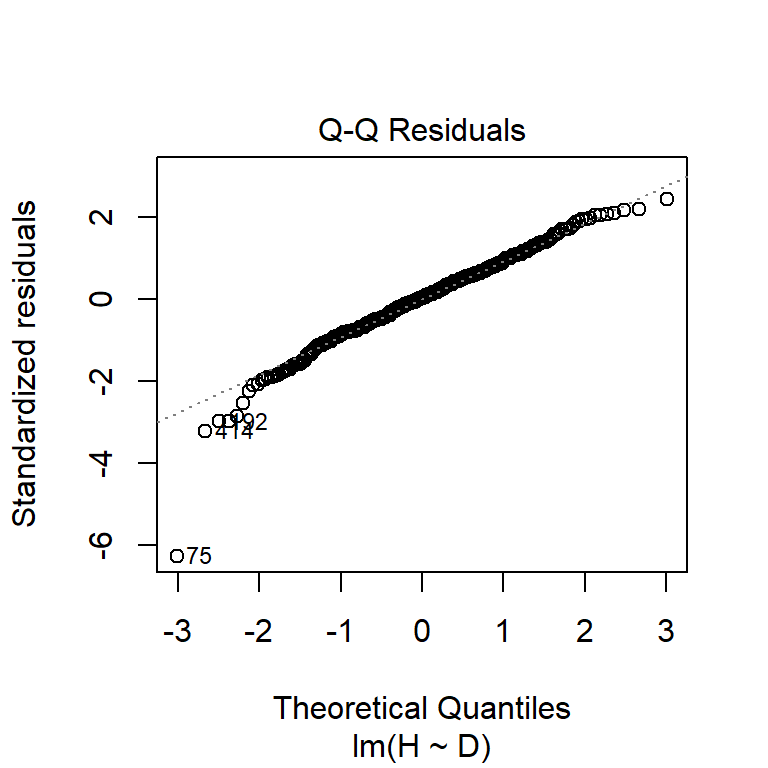 Q-Q Residuals
Standardized residuals
2
0
-2
-4
-6
192
414
75
-3 -2 -1 0 1 2 3
Theoretical Quantiles
lm(H ~ D)